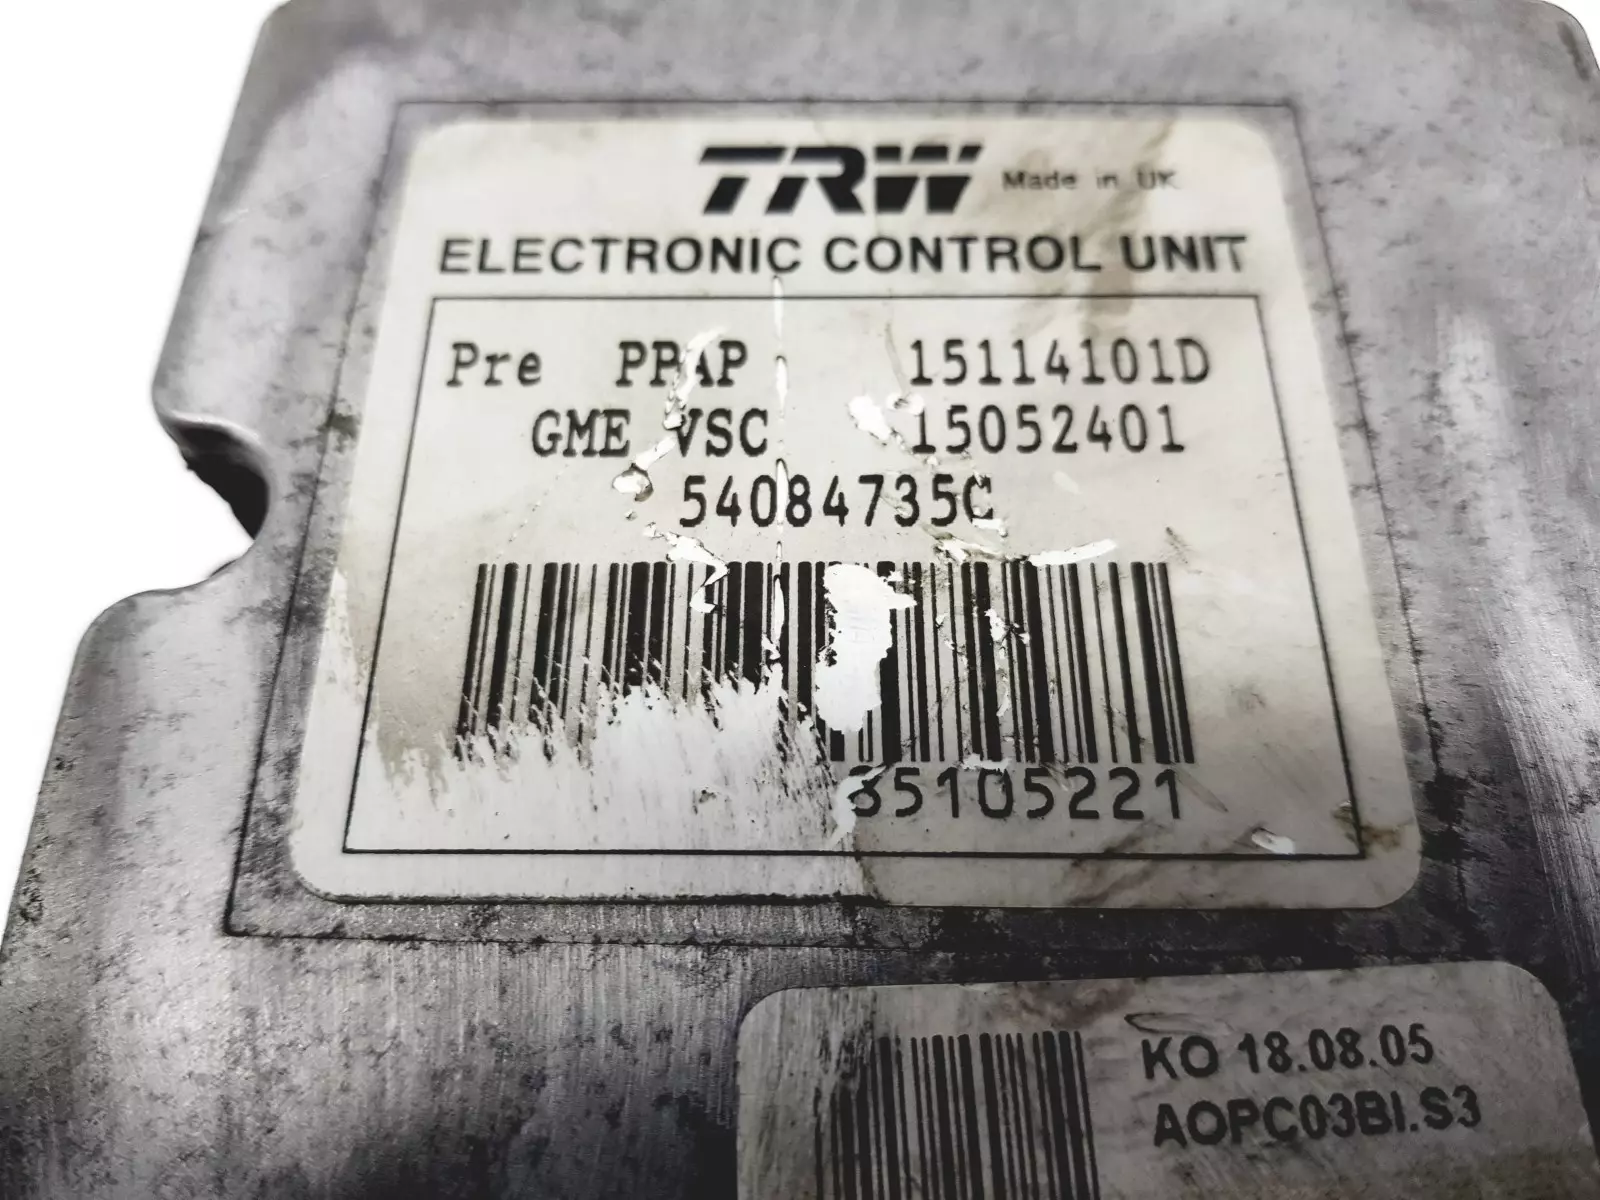 TRW Made in UK
ELECTRONIC CONTROL UNIT
Pre PPAP 15114101D
GME VSC 15052401
54084735C
35105221
KO 18.08.05
AOPC03BI.S3